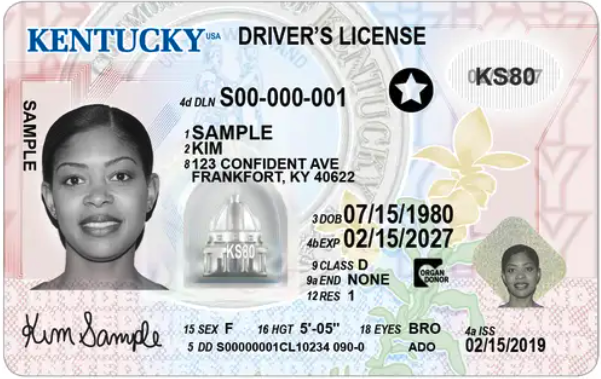 KENTUCKY USA DRIVER'S LICENSE
KS80
SAMPLE
4d DLN S00-000-001
1 SAMPLE
2 KIM
8 123 CONFIDENT AVE
FRANKFORT, KY 40622
KS80
3 DOB 07/15/1980
4b EXP 02/15/2027
9 CLASS D
9a END NONE
12 RES 1
ORGAN
DONOR
Kim Sample
15 SEX F 16 HGT 5'-05" 18 EYES BRO 4a ISS
5 DD S00000001CL10234 090-0 ADO 02/15/2019